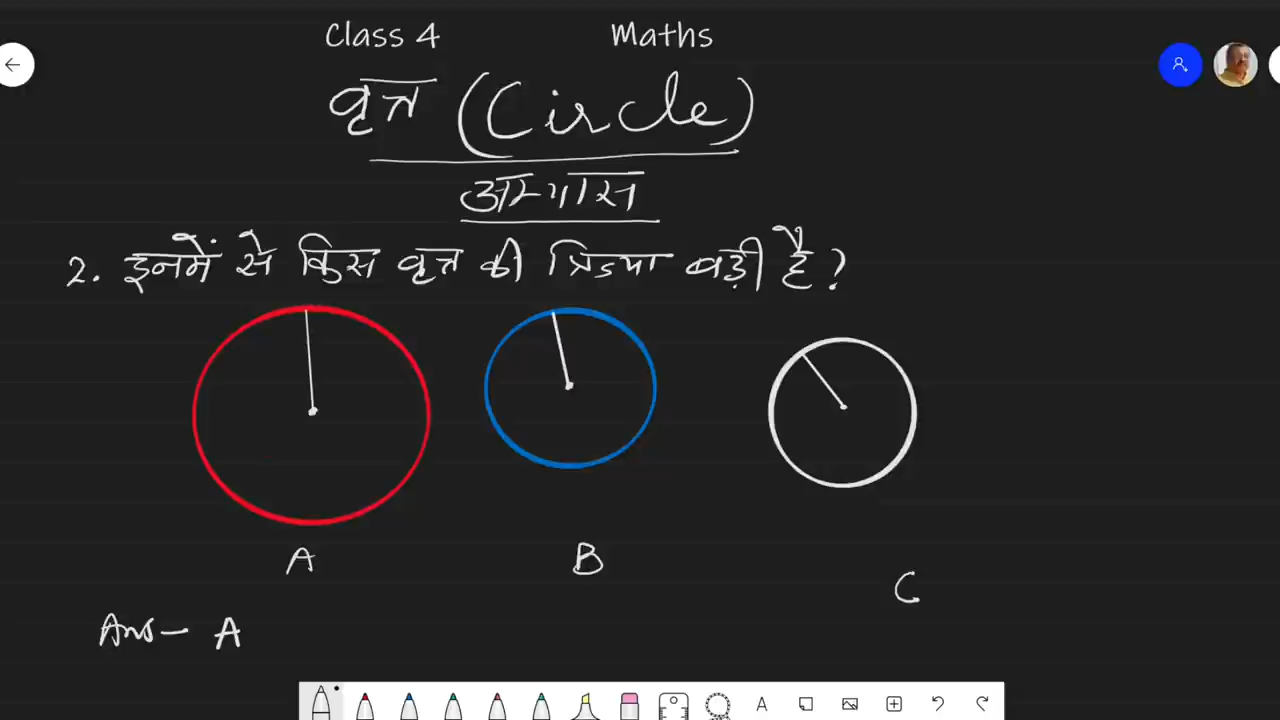 Class 4 Maths
वृत्त (Circle)
अभ्यास
2. इनमें से किस वृत्त की त्रिज्या बड़ी है ?
A B C
Ans- A
A